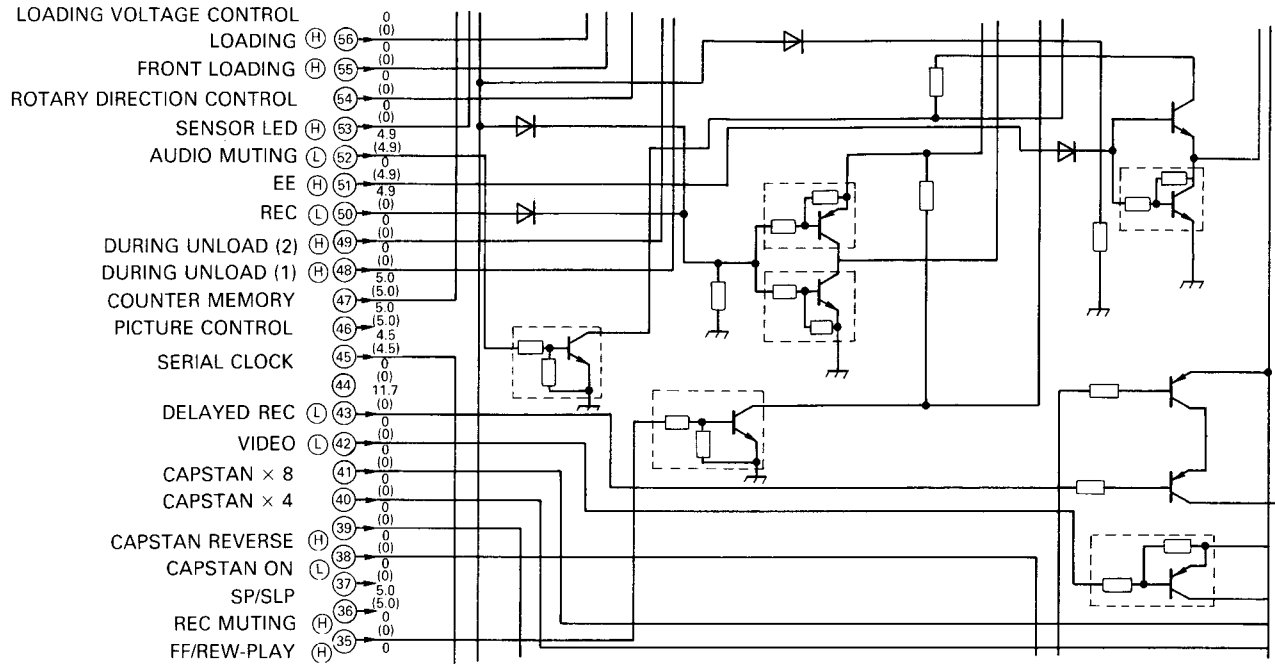 LOADING VOLTAGE CONTROL 0
(0)
LOADING H 56 0
(0)
FRONT LOADING H 55 0
(0)
ROTARY DIRECTION CONTROL 54 0
(0)
SENSOR LED H 53 4.9
(4.9)
AUDIO MUTING L 52 0
(4.9)
EE H 51 4.9
(0)
REC L 50 0
(0)
DURING UNLOAD (2) H 49 0
(0)
DURING UNLOAD (1) H 48 5.0
(5.0)
COUNTER MEMORY 47 5.0
(5.0)
PICTURE CONTROL 46 4.5
(4.5)
SERIAL CLOCK 45 0
(0)
44 11.7
(0)
DELAYED REC L 43 0
(0)
VIDEO L 42 0
(0)
CAPSTAN × 8 41 0
(0)
CAPSTAN × 4 40 0
(0)
39 0
CAPSTAN REVERSE H (0)
38 0
CAPSTAN ON L (0)
37 5.0
SP/SLP (5.0)
36 0
REC MUTING H (0)
35 0
FF/REW-PLAY H